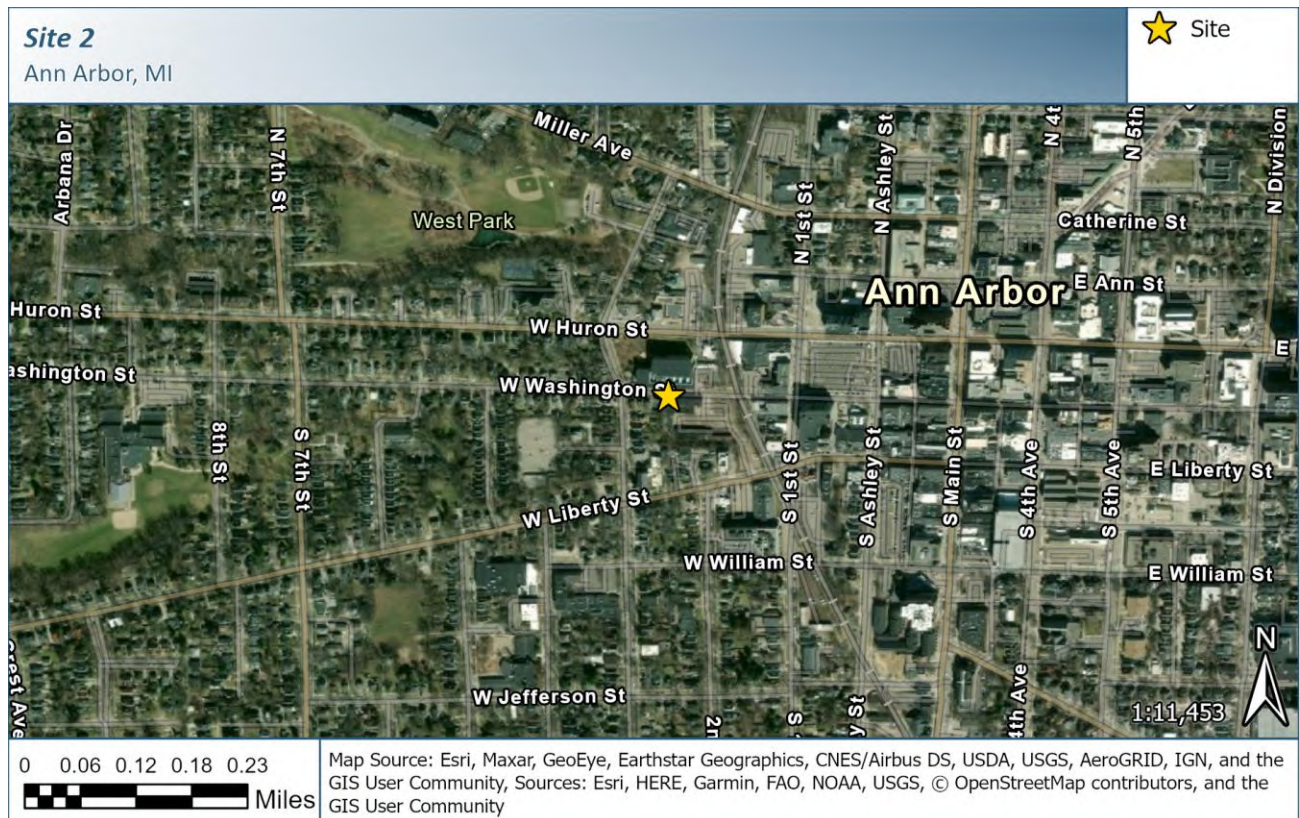 Site 2
Ann Arbor, MI
Site
Arbana Dr
N 7th St
Miller Ave
N 1st St
N Ashley St
N 4t
N 5th
N Division
West Park
Catherine St
Ann Arbor
E Ann St
Huron St
W Huron St
E
ashington St
W Washington
8th St
S 7th St
W Liberty St
S 1st St
S Ashley St
S Main St
S 4th Ave
S 5th Ave
E Liberty St
W William St
E William St
N
W Jefferson St
rest Ave
2n
S
y St
4th Ave
1:11,453
0 0.06 0.12 0.18 0.23
Miles
Map Source: Esri, Maxar, GeoEye, Earthstar Geographics, CNES/Airbus DS, USDA, USGS, AeroGRID, IGN, and the
GIS User Community, Sources: Esri, HERE, Garmin, FAO, NOAA, USGS, © OpenStreetMap contributors, and the
GIS User Community